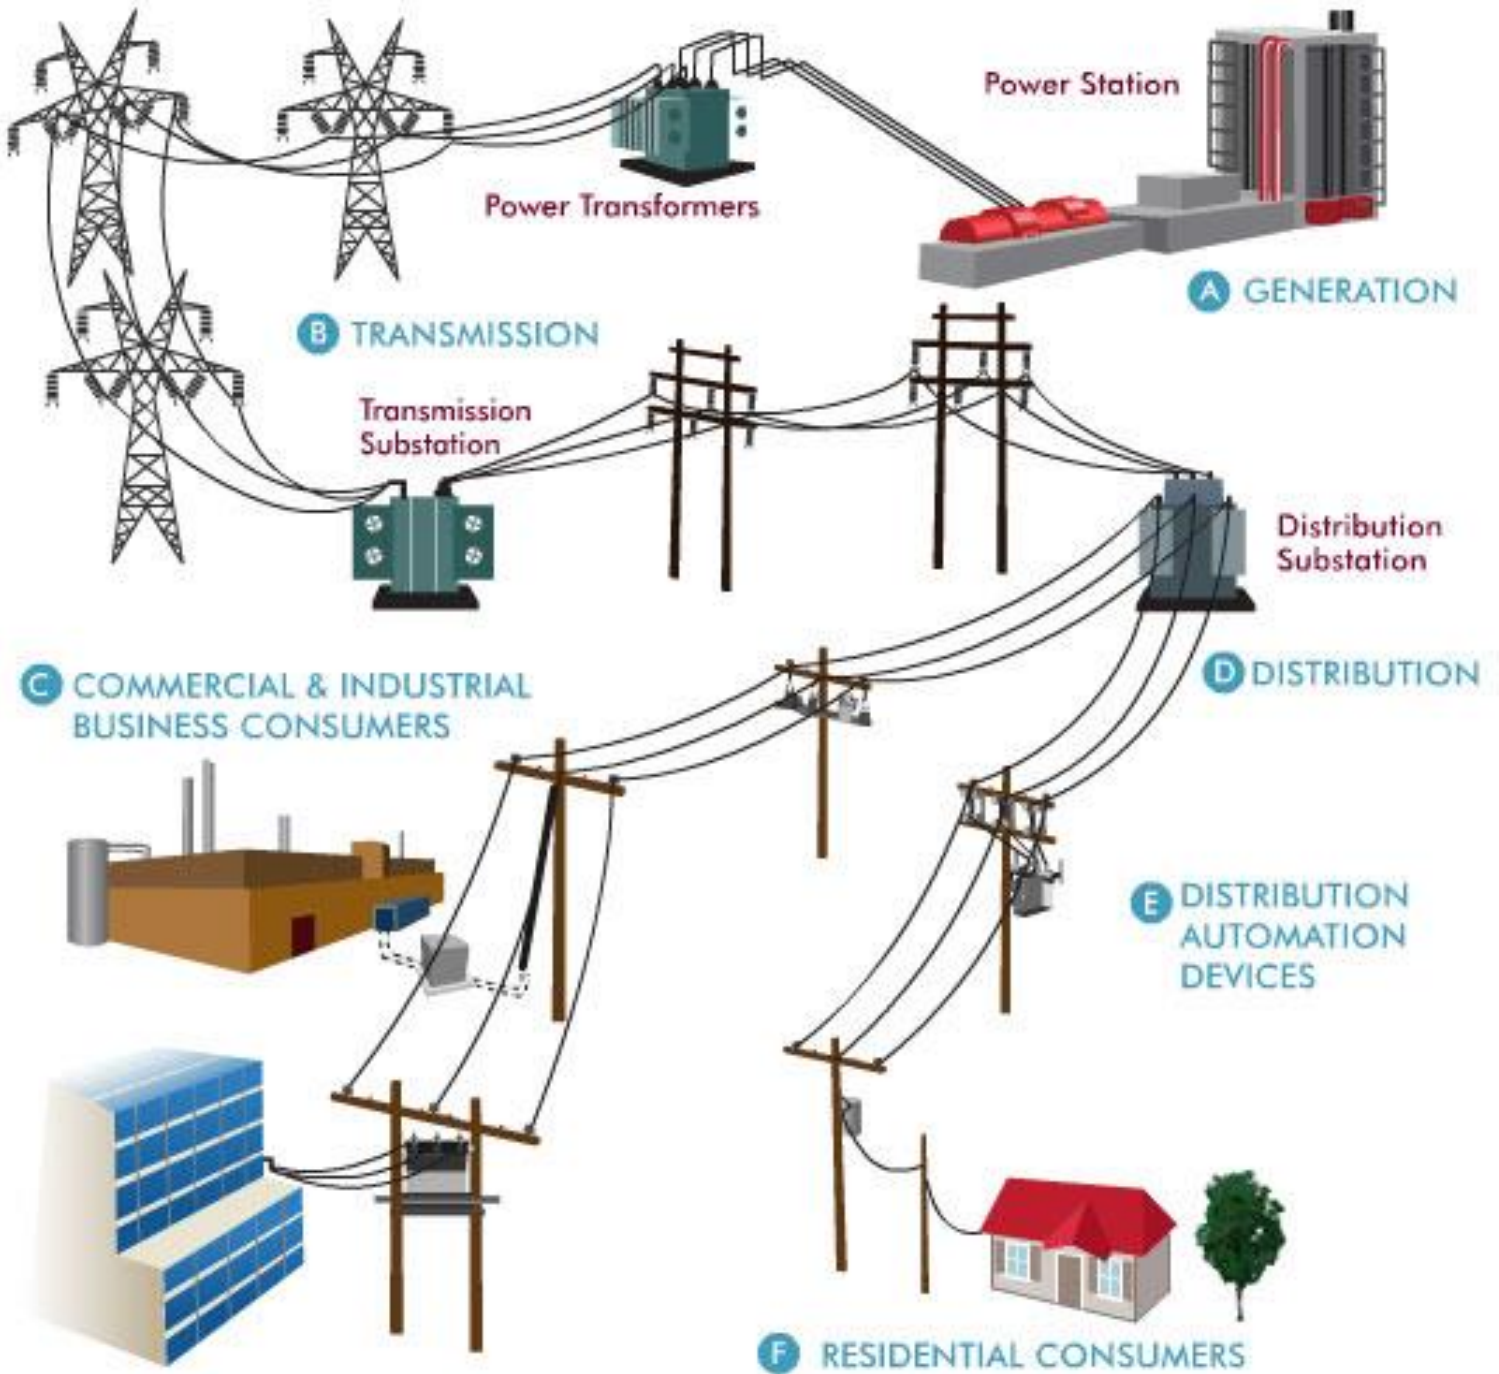 Power Station
Power Transformers
A GENERATION
B TRANSMISSION
Transmission
Substation
Distribution
Substation
C COMMERCIAL & INDUSTRIAL
BUSINESS CONSUMERS
D DISTRIBUTION
E DISTRIBUTION
AUTOMATION
DEVICES
F RESIDENTIAL CONSUMERS